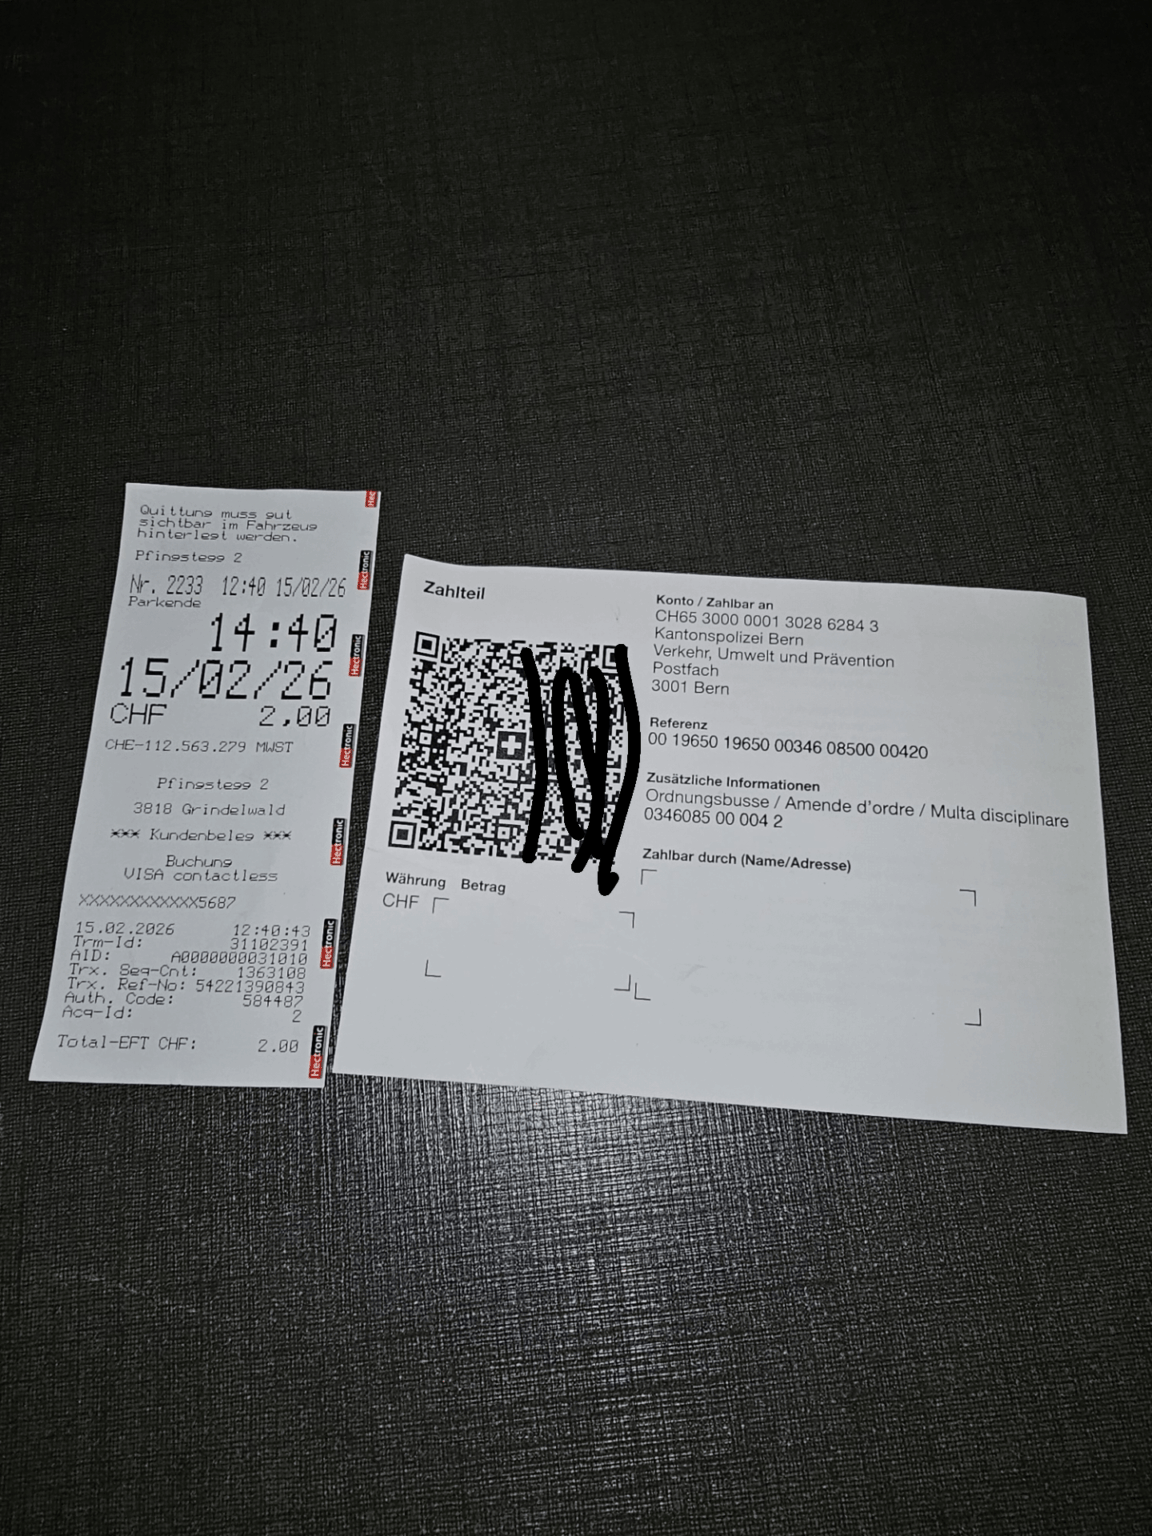 Quittung muss gut
sichtbar im Fahrzeug
hinterlegt werden.
Pfingstegg 2
Nr. 2233 12:40 15/02/26
Parkende
14:40
15/02/26
CHF 2,00
CHE-112.563.279 MWST
Pfingstegg 2
3818 Grindelwald
*** Kundenbeleg ***
Buchung
VISA contactless
XXXXXXXXXXXX5687
15.02.2026 12:40:43
Trm-Id: 31102391
AID: A0000000031010
Trx. Seq-Cnt: 1363108
Trx. Ref-No: 54221390843
Auth. Code: 584487
Acq-Id: 2
Total-EFT CHF: 2.00
Hec
Hectronic
Hectronic
Hectronic
Hectronic
Hectronic
Hectronic
Zahlteil
Währung Betrag
CHF
Konto / Zahlbar an
CH65 3000 0001 3028 6284 3
Kantonspolizei Bern
Verkehr, Umwelt und Prävention
Postfach
3001 Bern
Referenz
00 19650 19650 00346 08500 00420
Zusätzliche Informationen
Ordnungsbusse / Amende d'ordre / Multa disciplinare
0346085 00 004 2
Zahlbar durch (Name/Adresse)